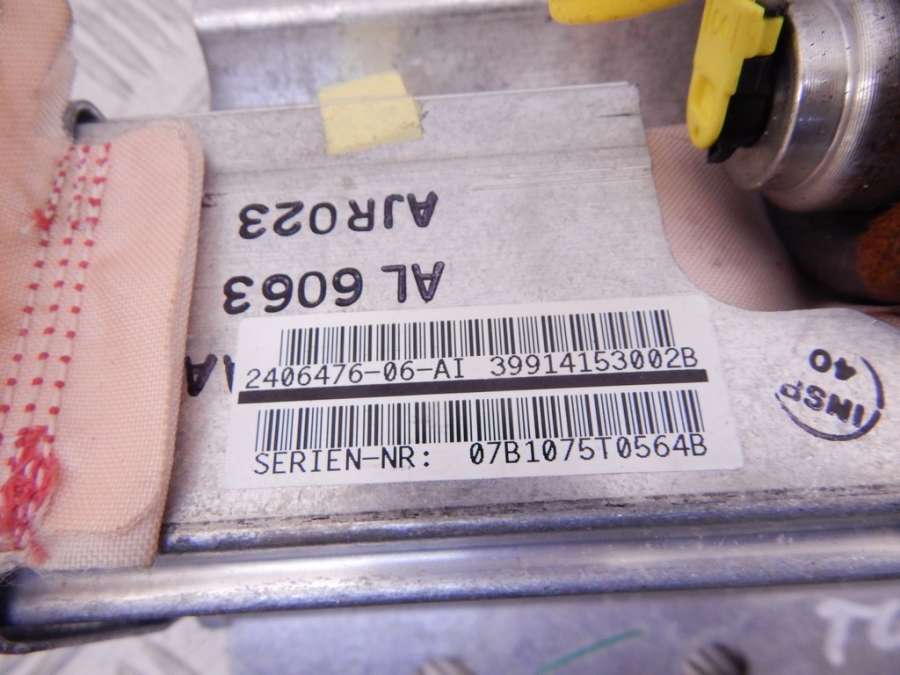 AJR023
AL 6063
2406476-06-AI 39914153002B
SERIEN-NR: 07B1075T0564B
INSP
40